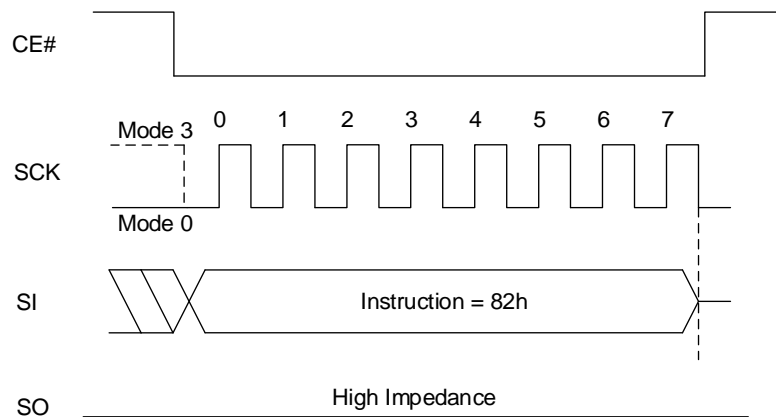 CE#
Mode 3 0 1 2 3 4 5 6 7
SCK
Mode 0
SI Instruction = 82h
SO High Impedance